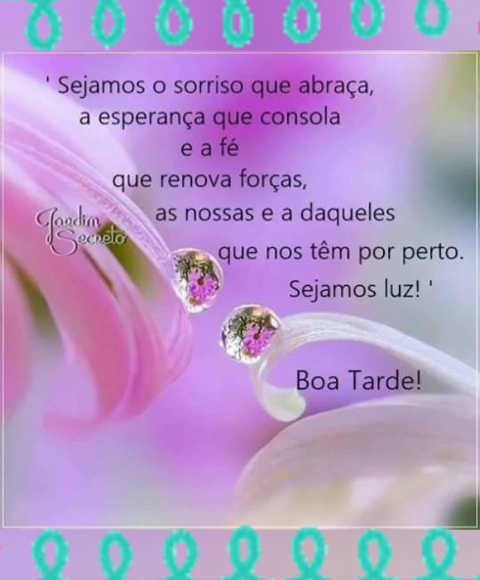 ' Sejamos o sorriso que abraça,
a esperança que consola
e a fé
que renova forças,
as nossas e a daqueles
que nos têm por perto.
Sejamos luz! '
Jardim
Secreto
Boa Tarde!